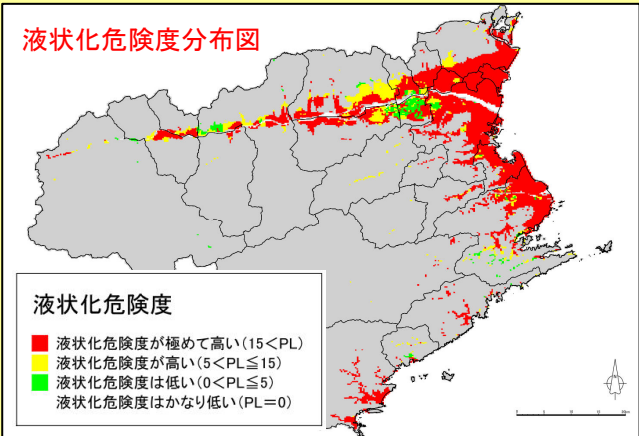 液状化危険度分布図
液状化危険度
液状化危険度が極めて高い(15<PL)
液状化危険度が高い(5<PL≦15)
液状化危険度は低い(0<PL≦5)
液状化危険度はかなり低い(PL=0)